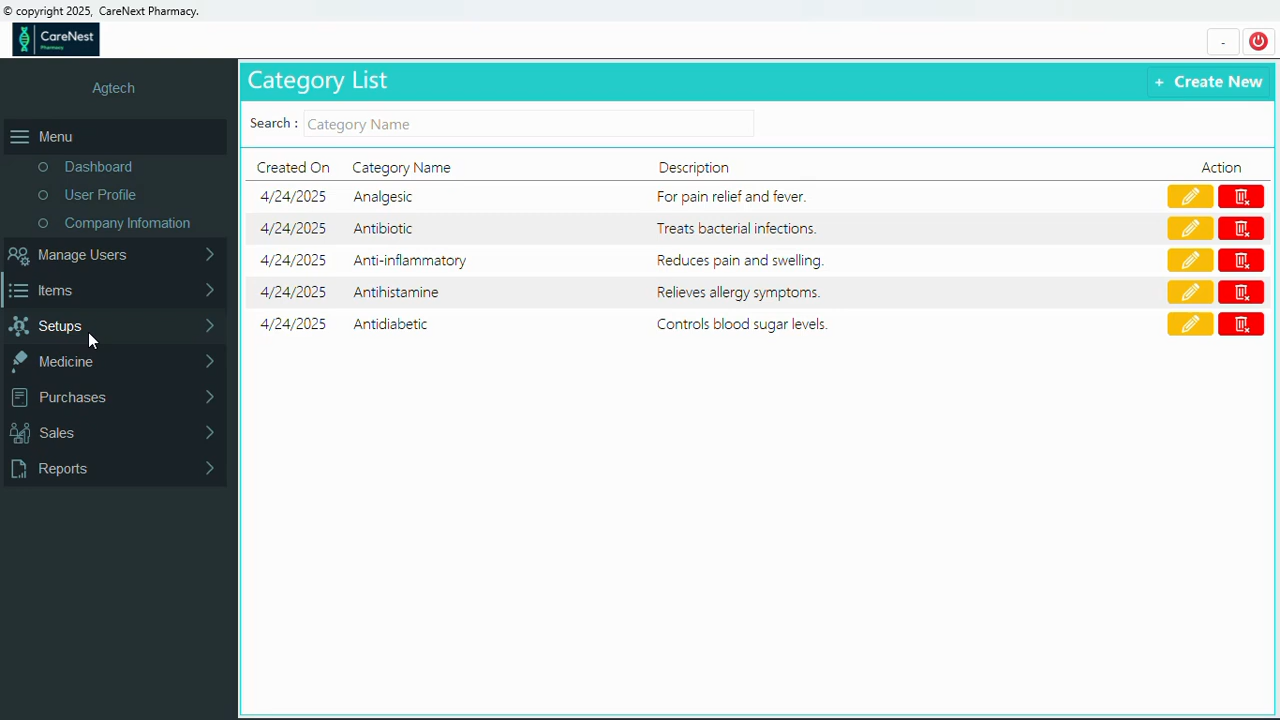 © copyright 2025, CareNext Pharmacy.
CareNest
Pharmacy
-
Agtech
Menu
Dashboard
User Profile
Company Infomation
Manage Users
Items
Setups
Medicine
Purchases
Sales
Reports
Category List
+ Create New
Search : Category Name
Created On Category Name Description Action
4/24/2025 Analgesic For pain relief and fever.
4/24/2025 Antibiotic Treats bacterial infections.
4/24/2025 Anti-inflammatory Reduces pain and swelling.
4/24/2025 Antihistamine Relieves allergy symptoms.
4/24/2025 Antidiabetic Controls blood sugar levels.